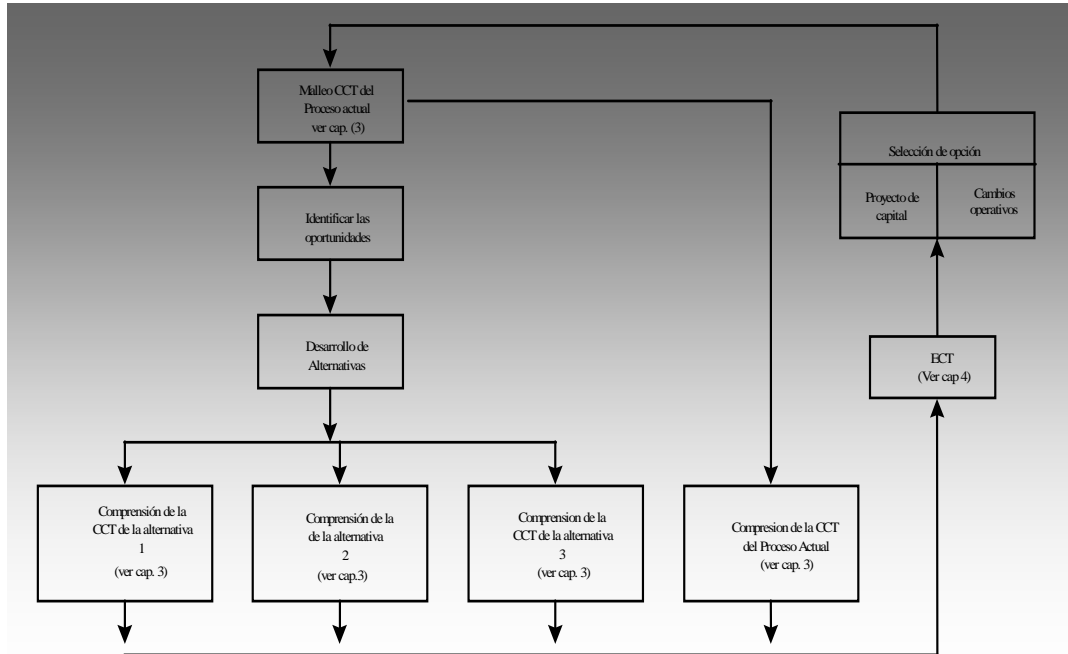 Malleo CCT del
Proceso actual
ver cap. (3)
Selección de opción
Proyecto de
capital
Cambios
operativos
Identificar las
oportunidades
Desarrollo de
Alternativas
ECT
(Ver cap 4)
Comprensión de la
CCT de la alternativa
1
(ver cap. 3)
Comprensión de la
de la alternativa
2
(ver cap.3)
Comprension de la
CCT de la alternativa
3
(ver cap. 3)
Compresion de la CCT
del Proceso Actual
(ver cap. 3)